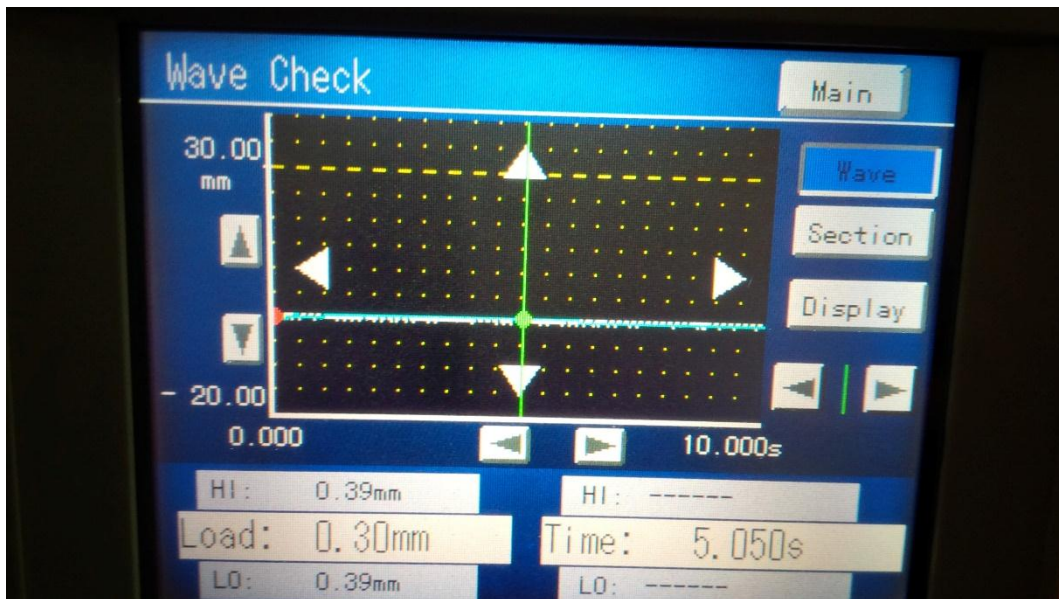 Wave Check
Main
30.00
mm
Wave
Section
Display
- 20.00
0.000
10.000s
HI: 0.39mm
HI: ------
Load: 0.30mm
Time: 5.050s
LO: 0.39mm
LO: ------